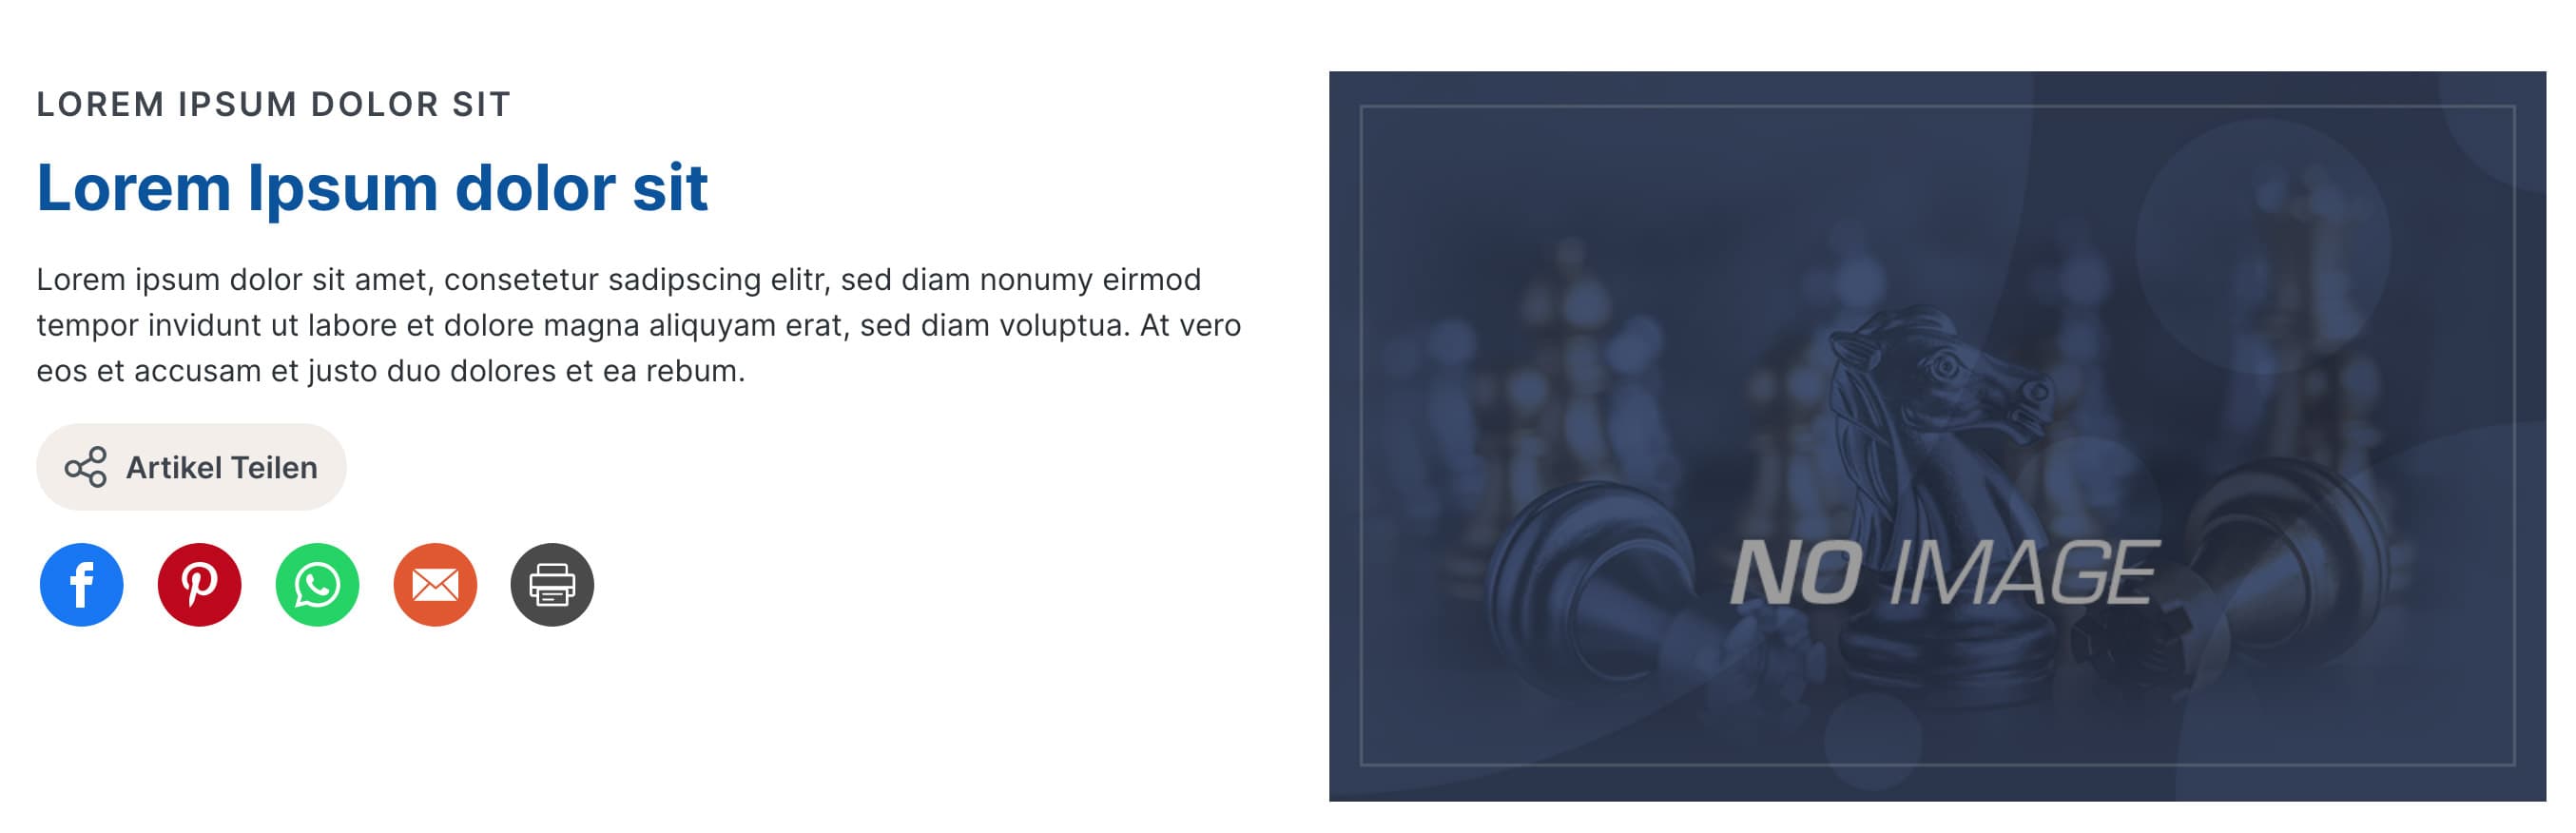 LOREM IPSUM DOLOR SIT
Lorem Ipsum dolor sit
Lorem ipsum dolor sit amet, consetetur sadipscing elitr, sed diam nonumy eirmod
tempor invidunt ut labore et dolore magna aliquyam erat, sed diam voluptua. At vero
eos et accusam et justo duo dolores et ea rebum.
Artikel Teilen
NO IMAGE